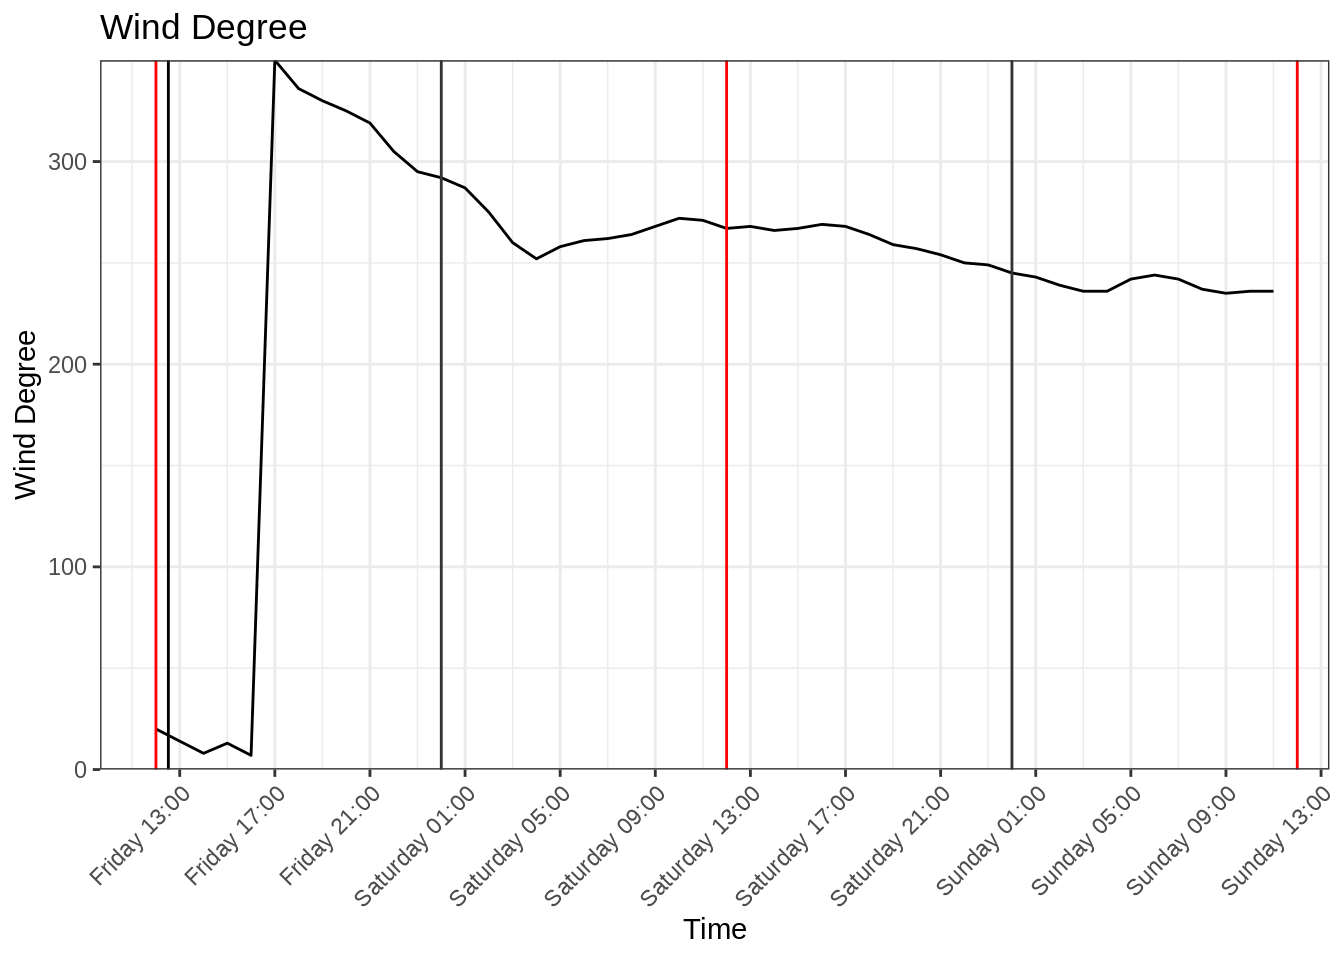 Wind Degree
Wind Degree
300
200
100
0
Friday 13:00
Friday 17:00
Friday 21:00
Saturday 01:00
Saturday 05:00
Saturday 09:00
Saturday 13:00
Saturday 17:00
Saturday 21:00
Sunday 01:00
Sunday 05:00
Sunday 09:00
Sunday 13:00
Time